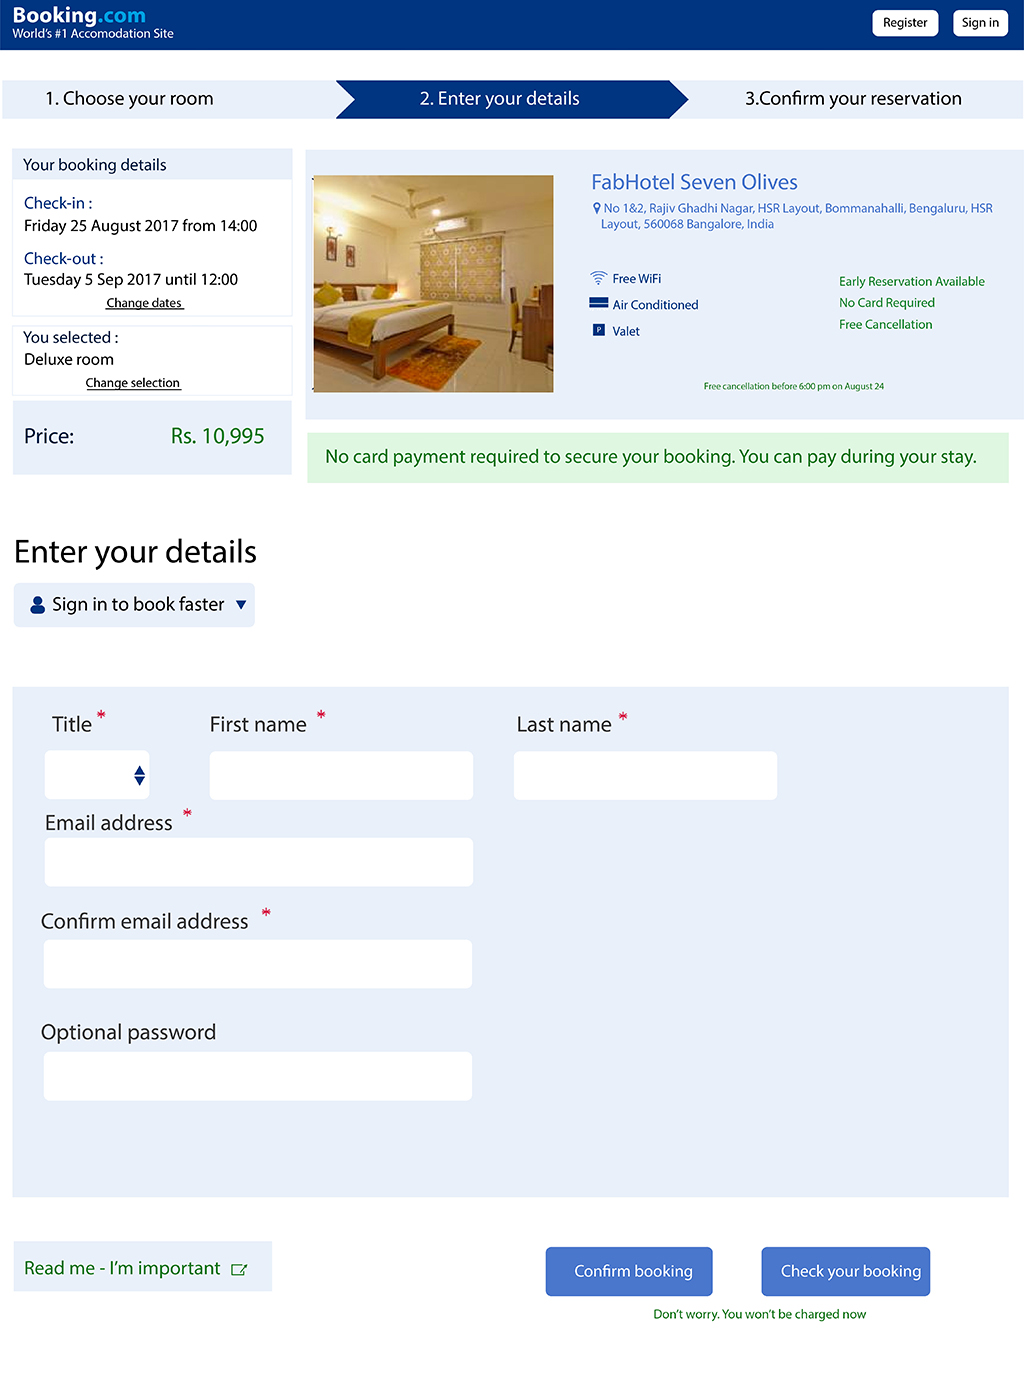 Booking.com
World's #1 Accomodation Site
Register
Sign in
1. Choose your room
2. Enter your details
3.Confirm your reservation
Your booking details
Check-in :
Friday 25 August 2017 from 14:00
Check-out :
Tuesday 5 Sep 2017 until 12:00
Change dates
You selected :
Deluxe room
Change selection
Price:
Rs. 10,995
FabHotel Seven Olives
No 1&2, Rajiv Ghadhi Nagar, HSR Layout, Bommanahalli, Bengaluru, HSR
Layout, 560068 Bangalore, India
Free WiFi
Air Conditioned
P
Valet
Early Reservation Available
No Card Required
Free Cancellation
Free cancellation before 6:00 pm on August 24
No card payment required to secure your booking. You can pay during your stay.
Enter your details
Sign in to book faster
Title *
First name *
Last name *
Email address *
Confirm email address *
Optional password
Read me - I'm important
Confirm booking
Check your booking
Don't worry. You won't be charged now